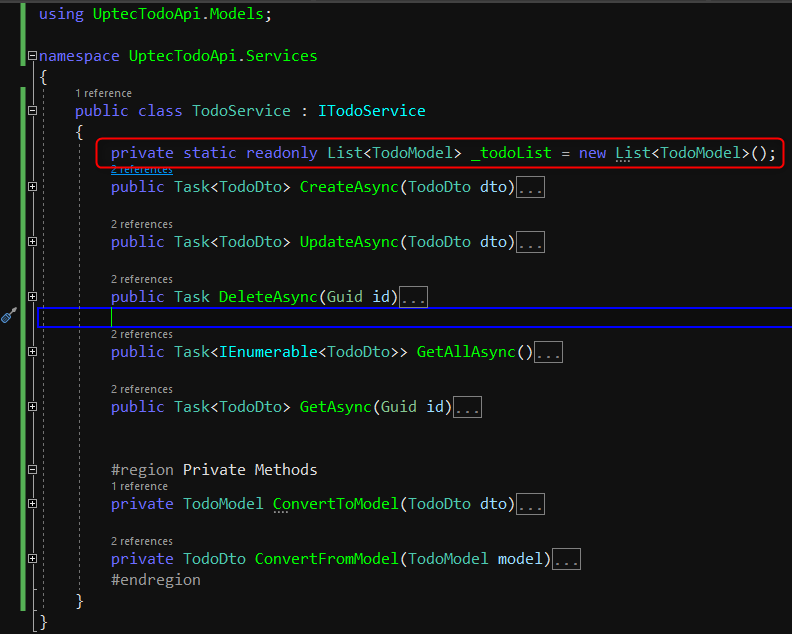 using UptecTodoApi.Models;
namespace UptecTodoApi.Services
{
1 reference
public class TodoService : ITodoService
{
private static readonly List<TodoModel> _todoList = new List<TodoModel>();
2 references
public Task<TodoDto> CreateAsync(TodoDto dto)...
2 references
public Task<TodoDto> UpdateAsync(TodoDto dto)...
2 references
public Task DeleteAsync(Guid id)...
2 references
public Task<IEnumerable<TodoDto>> GetAllAsync()...
2 references
public Task<TodoDto> GetAsync(Guid id)...
#region Private Methods
1 reference
private TodoModel ConvertToModel(TodoDto dto)...
2 references
private TodoDto ConvertFromModel(TodoModel model)...
#endregion
}
}